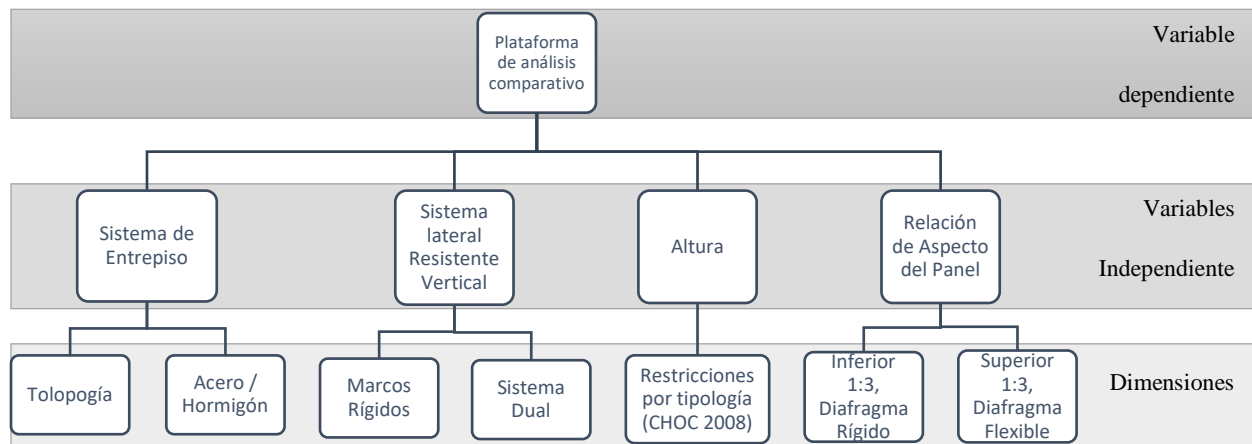 Plataforma
de análisis
comparativo
Variable
dependiente
Sistema de
Entrepiso
Sistema
lateral
Resistente
Vertical
Altura
Relación
de Aspecto
del Panel
Variables
Independiente
Tolopogía
Acero /
Hormigón
Marcos
Rígidos
Sistema
Dual
Restricciones
por tipología
(CHOC 2008)
Inferior
1:3,
Diafragma
Rígido
Superior
1:3,
Diafragma
Flexible
Dimensiones